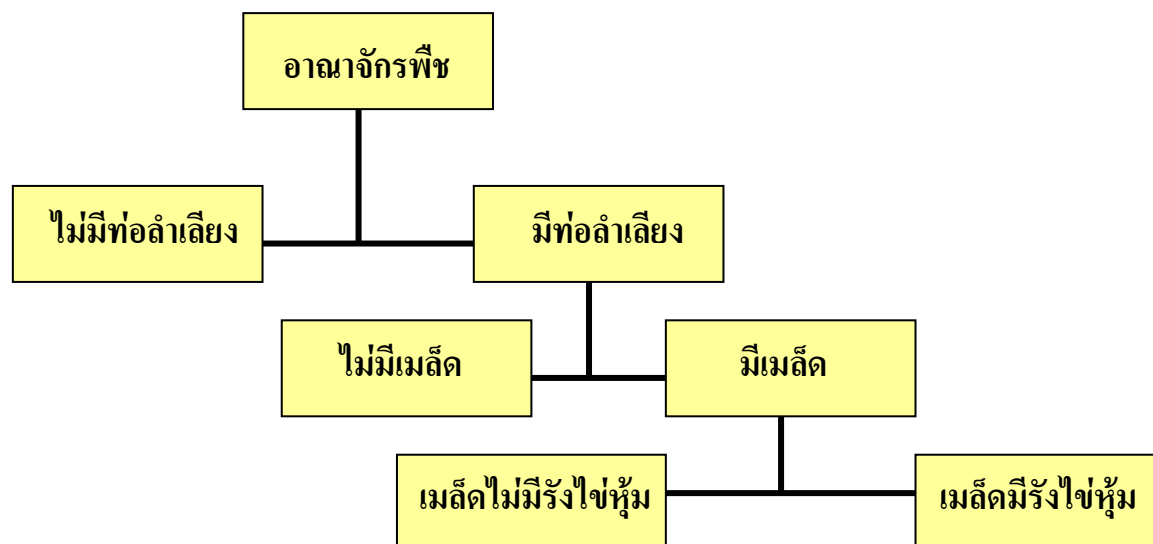 อาณาจักรพืช
ไม่มีท่อลำเลียง
มีท่อลำเลียง
ไม่มีเมล็ด
มีเมล็ด
เมล็ดไม่มีรังไข่หุ้ม
เมล็ดมีรังไข่หุ้ม